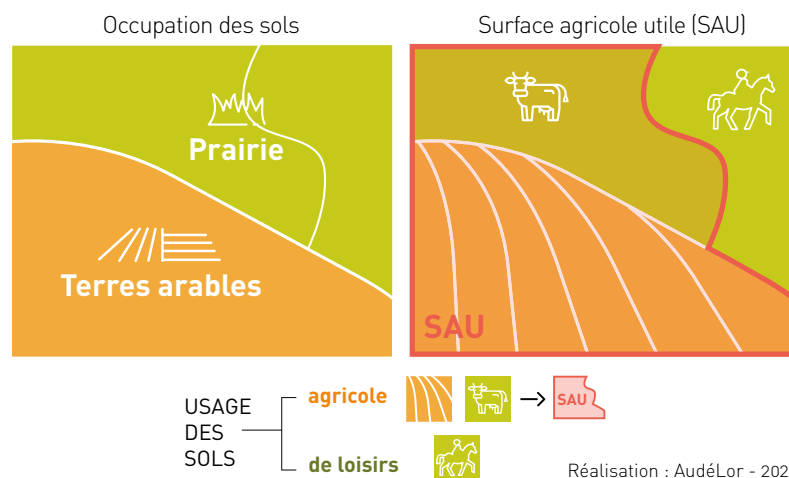 Occupation des sols
Surface agricole utile (SAU)
Prairie
Terres arables
SAU
USAGE
DES
SOLS
agricole
SAU
de loisirs
Réalisation : AudéLor - 202